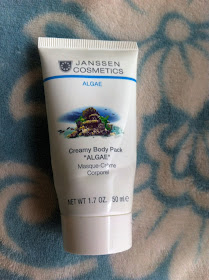 JANSSEN
COSMETICS
ALGAE
Creamy Body Pack
"ALGAE"
Masque-Crème
Corporel
NET WT 1.7 OZ. 50 ml e